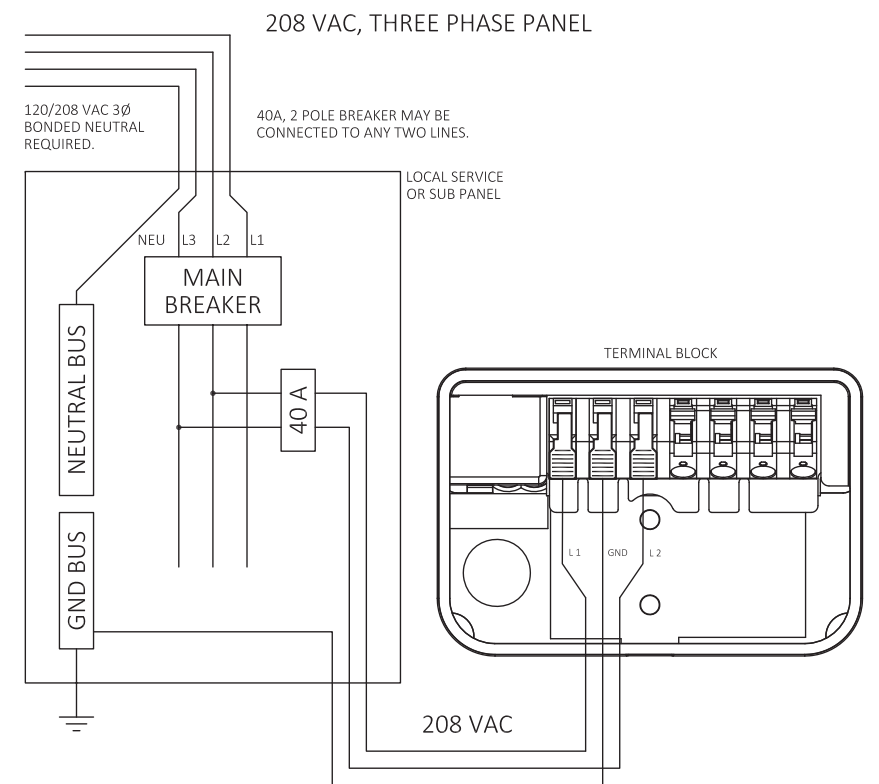 208 VAC, THREE PHASE PANEL
120/208 VAC 3Ø
BONDED NEUTRAL
REQUIRED.
40A, 2 POLE BREAKER MAY BE
CONNECTED TO ANY TWO LINES.
LOCAL SERVICE
OR SUB PANEL
NEU L3 L2 L1
MAIN
BREAKER
NEUTRAL BUS
40 A
GND BUS
TERMINAL BLOCK
L 1 GND L 2
208 VAC